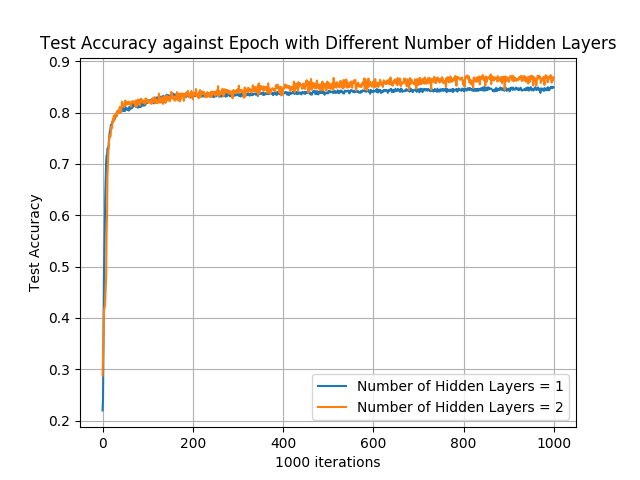 Test Accuracy against Epoch with Different Number of Hidden Layers
0.9
0.8
0.7
0.6
0.5
0.4
0.3
0.2
Test Accuracy
Number of Hidden Layers = 1
Number of Hidden Layers = 2
0 200 400 600 800 1000
1000 iterations